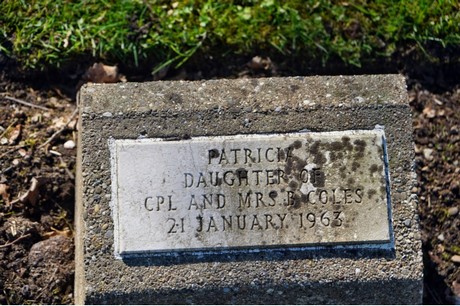 PATRICIA
DAUGHTER OF
CPL AND MRS. B. COLES
21 JANUARY 1963